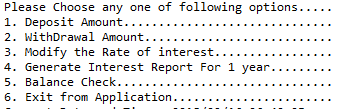 Please Choose any one of following options.....
1. Deposit Amount..............................
2. WithDrawal Amount...........................
3. Modify the Rate of interest.................
4. Generate Interest Report For 1 year.........
5. Balance Check...............................
6. Exit from Application.......................